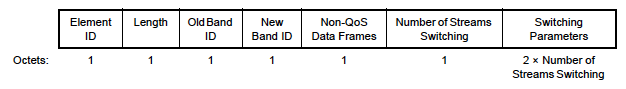 Element Length Old Band New Non-QoS Number of Streams Switching
ID ID Band ID Data Frames Switching Parameters
Octets: 1 1 1 1 1 1 2 × Number of
Streams Switching